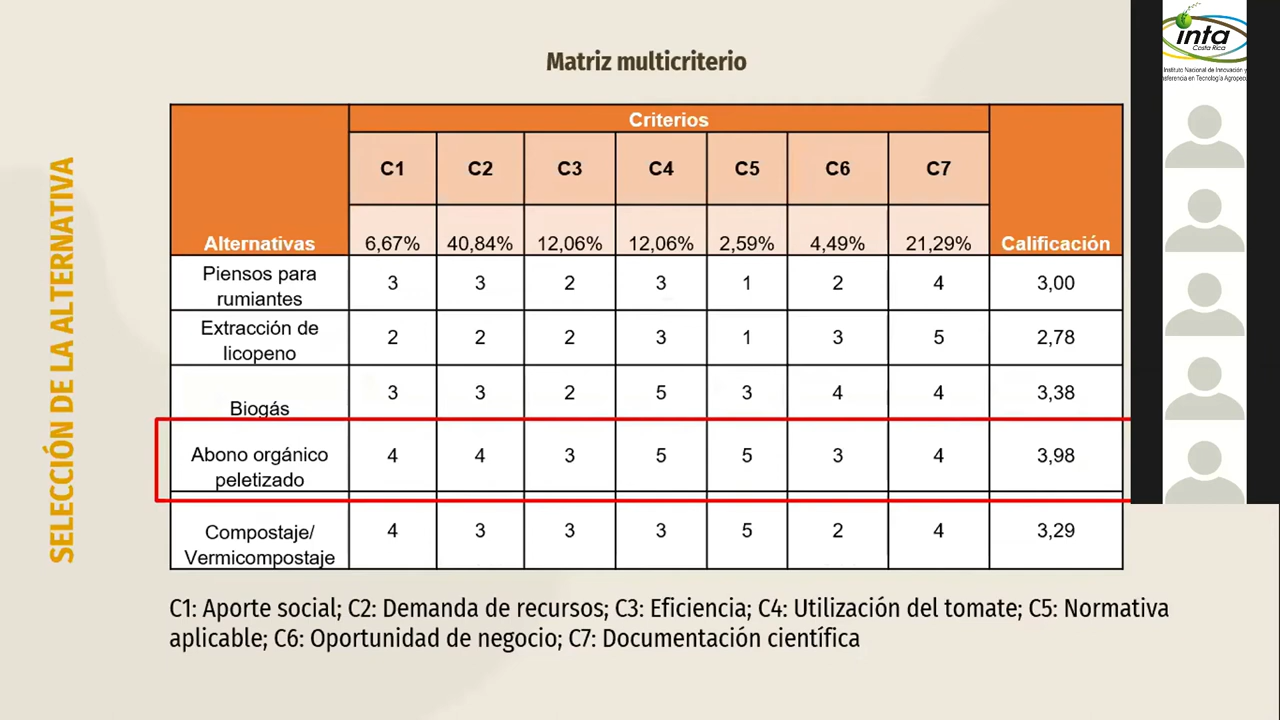 Matriz multicriterio
inta
Costa Rica
Instituto Nacional de Innovación y
SELECCIÓN DE LA ALTERNATIVA
Alternativas Criterios Calificación
C1 C2 C3 C4 C5 C6 C7
6,67% 40,84% 12,06% 12,06% 2,59% 4,49% 21,29%
Piensos para
rumiantes 3 3 2 3 1 2 4 3,00
Extracción de
licopeno 2 2 2 3 1 3 5 2,78
Biogás 3 3 2 5 3 4 4 3,38
Abono orgánico
peletizado 4 4 3 5 5 3 4 3,98
Compostaje/
Vermicompostaje 4 3 3 3 5 2 4 3,29
C1: Aporte social; C2: Demanda de recursos; C3: Eficiencia; C4: Utilización del tomate; C5: Normativa
aplicable; C6: Oportunidad de negocio; C7: Documentación científica